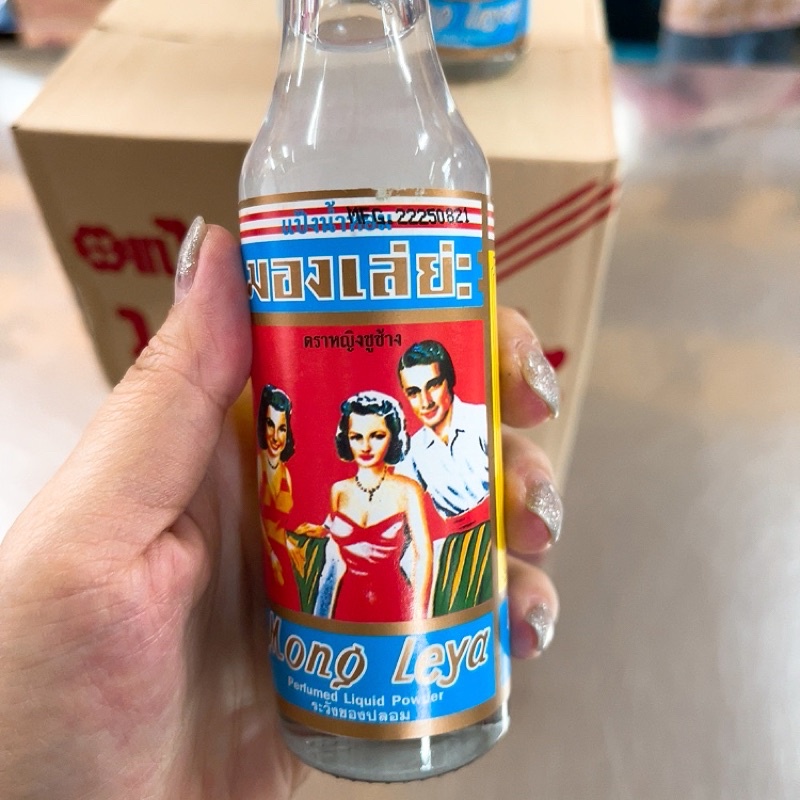 แป้งน้ำหอม
MFG 22250821
มองเล่ย่ะ
ตราหญิงชูช้าง
Mong Leya
Perfumed Liquid Powder
ระวังของปลอม